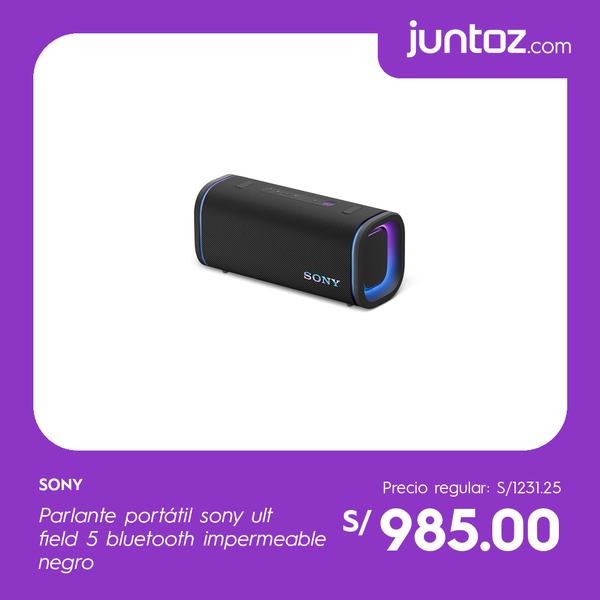 juntoz.com
SONY
SONY
Parlante portátil sony ult
field 5 bluetooth impermeable
negro
Precio regular: S/1231.25
S/ 985.00